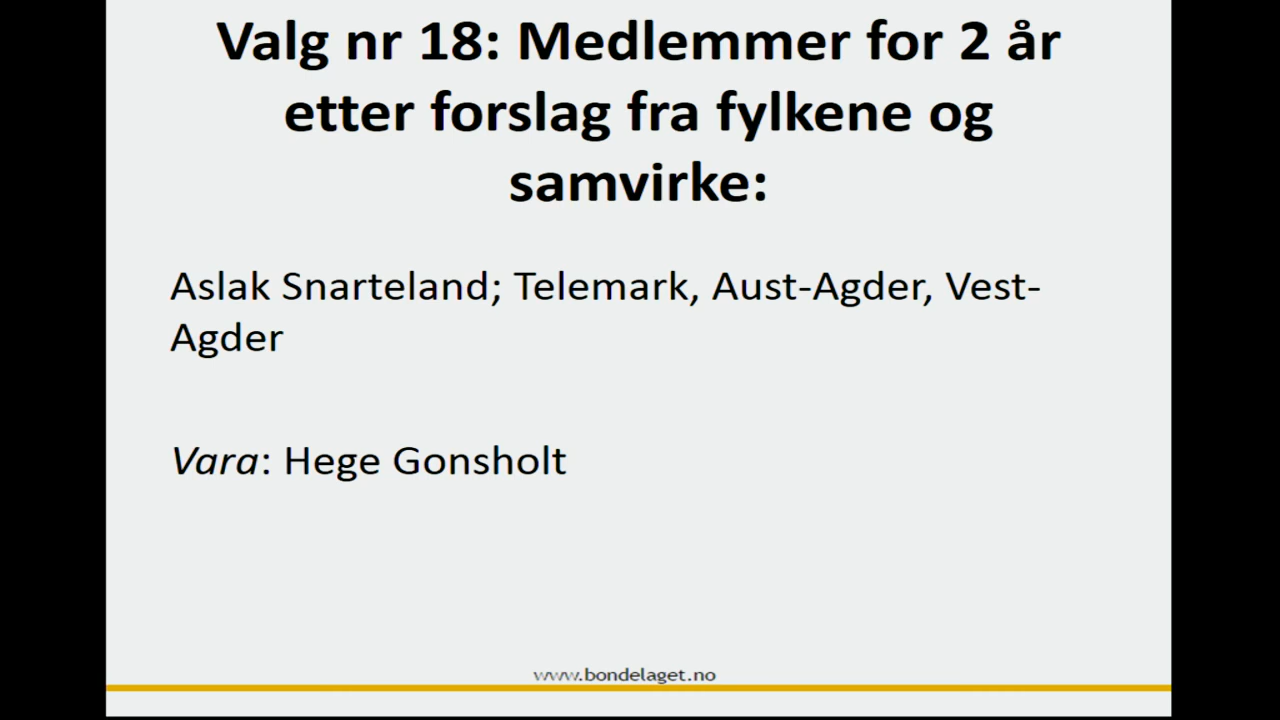 Valg nr 18: Medlemmer for 2 år
etter forslag fra fylkene og
samvirke:
Aslak Snarteland; Telemark, Aust-Agder, Vest-
Agder
Vara: Hege Gonsholt
www.bondelaget.no